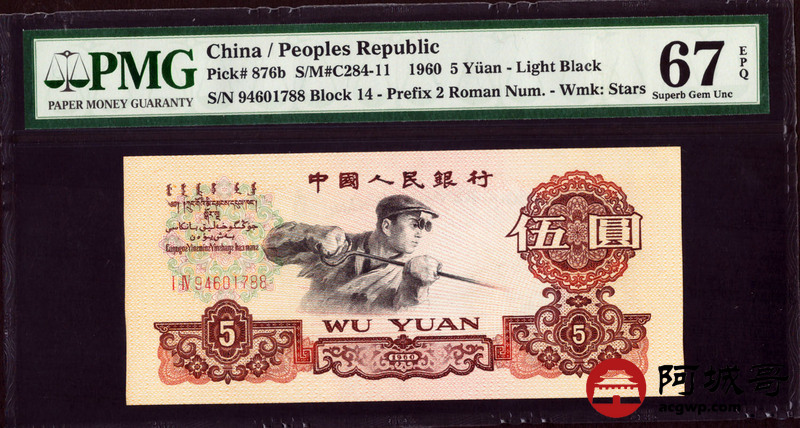 PMG
PAPER MONEY GUARANTY
China / Peoples Republic
Pick# 876b S/M#C284-11 1960 5 Yüan - Light Black
S/N 94601788 Block 14 - Prefix 2 Roman Num. - Wmk: Stars
67
EPQ
Superb Gem Unc
中國人民銀行
伍圓
I IV 94601788
5
WU YUAN
5
1960
阿城哥
acgwp.com